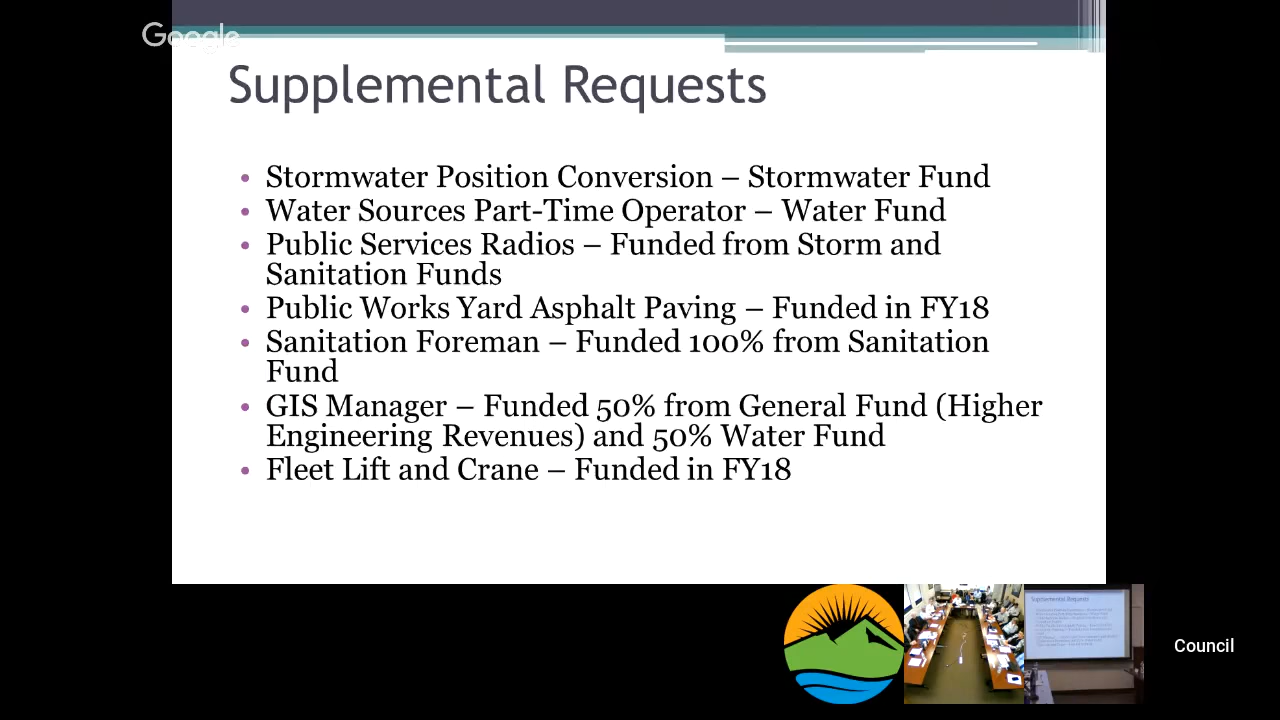 Google
Supplemental Requests
• Stormwater Position Conversion – Stormwater Fund
• Water Sources Part-Time Operator – Water Fund
• Public Services Radios – Funded from Storm and
Sanitation Funds
• Public Works Yard Asphalt Paving – Funded in FY18
• Sanitation Foreman – Funded 100% from Sanitation
Fund
• GIS Manager – Funded 50% from General Fund (Higher
Engineering Revenues) and 50% Water Fund
• Fleet Lift and Crane – Funded in FY18
Supplemental Requests
Council